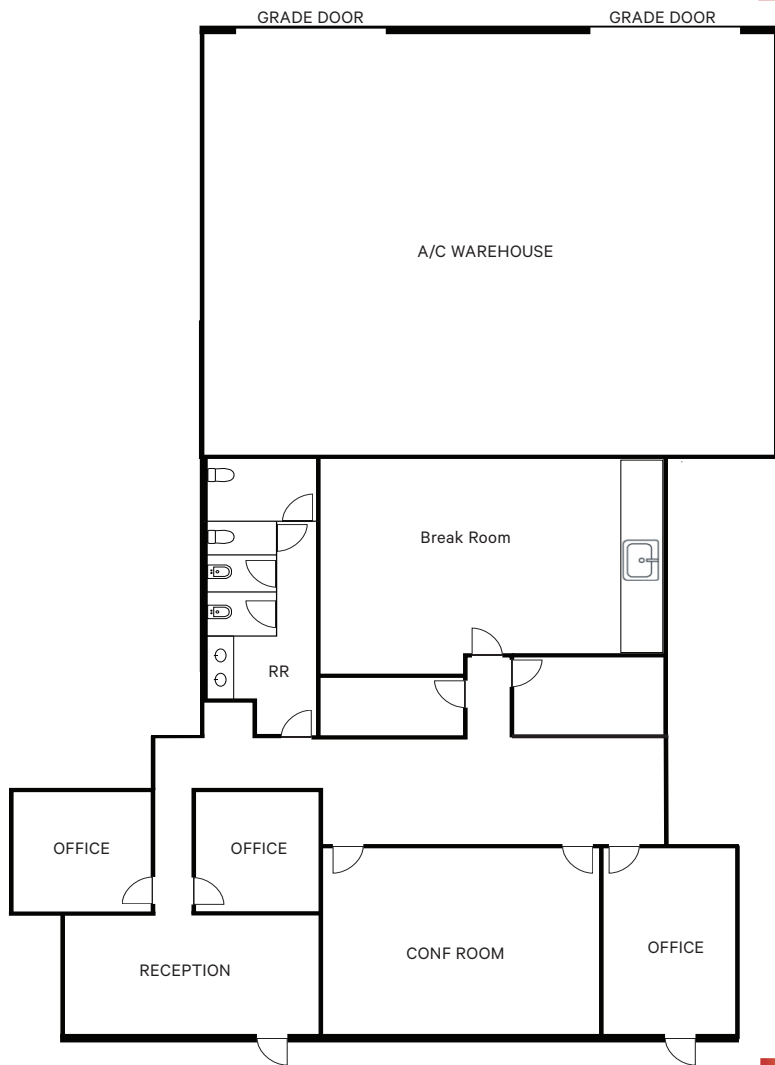 GRADE DOOR
GRADE DOOR
A/C WAREHOUSE
Break Room
RR
OFFICE
OFFICE
OFFICE
CONF ROOM
RECEPTION